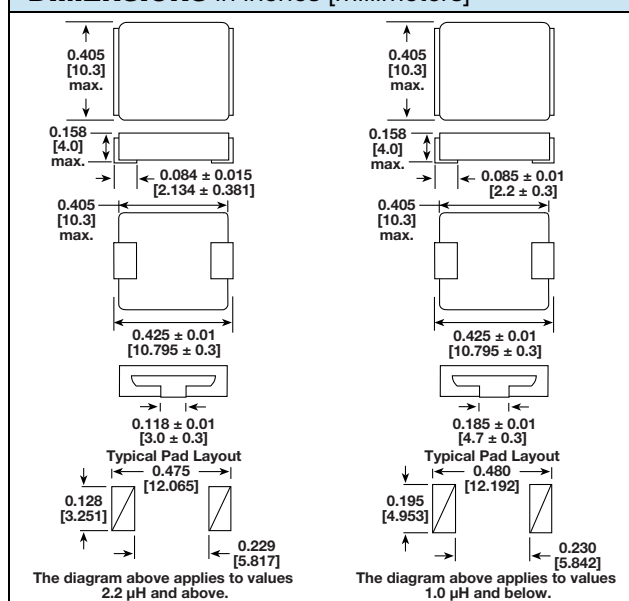 Dimensions in inches [millimeters]
0.405
[10.3]
max.
0.158
[4.0]
max.
0.084 ± 0.015
[2.134 ± 0.381]
0.405
[10.3]
max.
0.425 ± 0.01
[10.795 ± 0.3]
0.118 ± 0.01
[3.0 ± 0.3]
Typical Pad Layout
0.475
[12.065]
0.128
[3.251]
0.229
[5.817]
The diagram above applies to values
2.2 µH and above.
0.405
[10.3]
max.
0.158
[4.0]
max.
0.085 ± 0.01
[2.2 ± 0.3]
0.405
[10.3]
max.
0.425 ± 0.01
[10.795 ± 0.3]
0.185 ± 0.01
[4.7 ± 0.3]
Typical Pad Layout
0.480
[12.192]
0.195
[4.953]
0.230
[5.842]
The diagram above applies to values
1.0 µH and below.